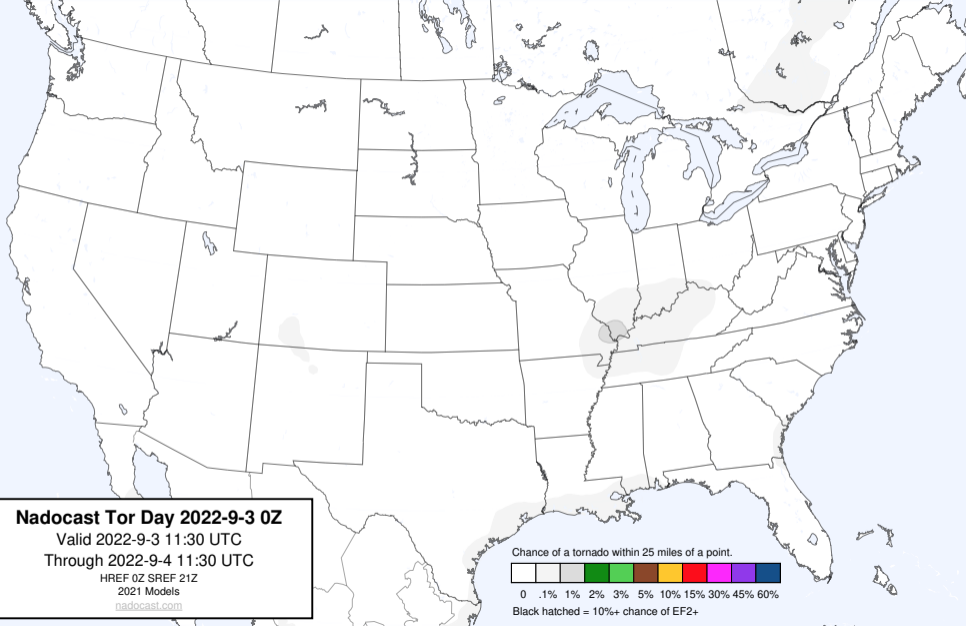 Nadocast Tor Day 2022-9-3 0Z
Valid 2022-9-3 11:30 UTC
Through 2022-9-4 11:30 UTC
HREF 0Z SREF 21Z
2021 Models
nadocast.com
Chance of a tornado within 25 miles of a point.
0 .1% 1% 2% 3% 5% 10% 15% 30% 45% 60%
Black hatched = 10%+ chance of EF2+